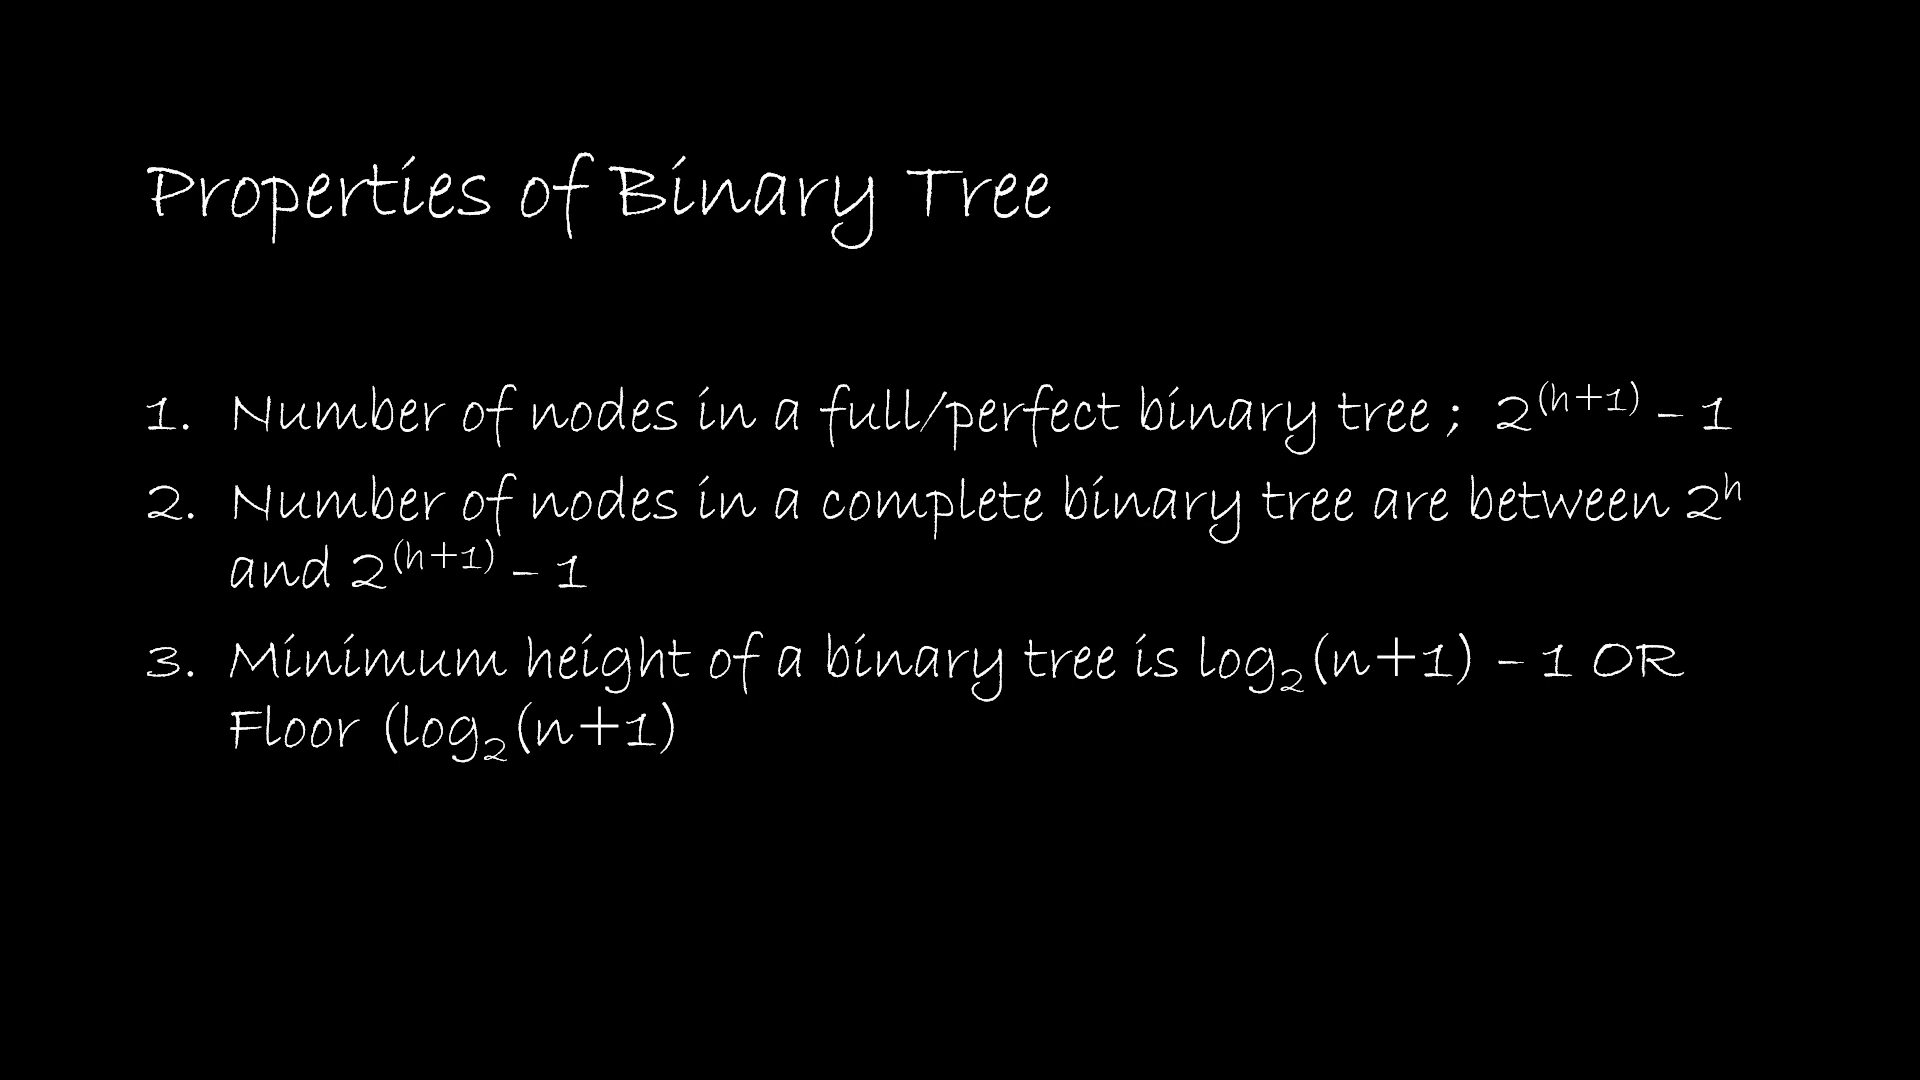 Properties of Binary Tree
1. Number of nodes in a full/perfect binary tree ; 2⁽ʰ⁺¹⁾ – 1
2. Number of nodes in a complete binary tree are between 2ʰ
and 2⁽ʰ⁺¹⁾ – 1
3. Minimum height of a binary tree is log₂(n+1) – 1 OR
Floor (log₂(n+1)